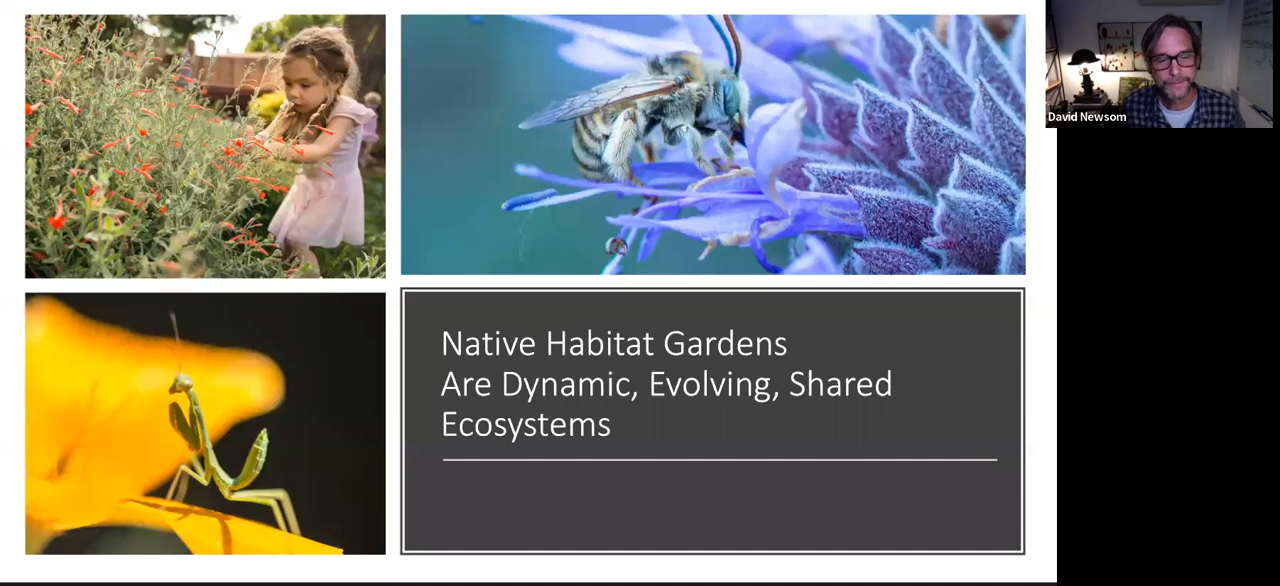 David Newsom
Native Habitat Gardens
Are Dynamic, Evolving, Shared
Ecosystems